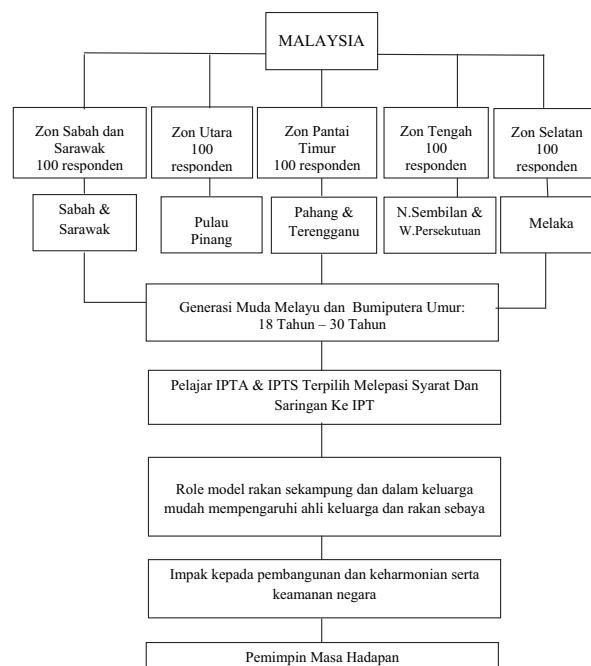 MALAYSIA
Zon Sabah dan
Sarawak
100 responden
Zon Utara
100
responden
Zon Pantai
Timur
100 responden
Zon Tengah
100
responden
Zon Selatan
100
responden
Sabah &
Sarawak
Pulau
Pinang
Pahang &
Terengganu
N.Sembilan &
W.Persekutuan
Melaka
Generasi Muda Melayu dan Bumiputera Umur:
18 Tahun – 30 Tahun
Pelajar IPTA & IPTS Terpilih Melepasi Syarat Dan
Saringan Ke IPT
Role model rakan sekampung dan dalam keluarga
mudah mempengaruhi ahli keluarga dan rakan sebaya
Impak kepada pembangunan dan keharmonian serta
keamanan negara
Pemimpin Masa Hadapan